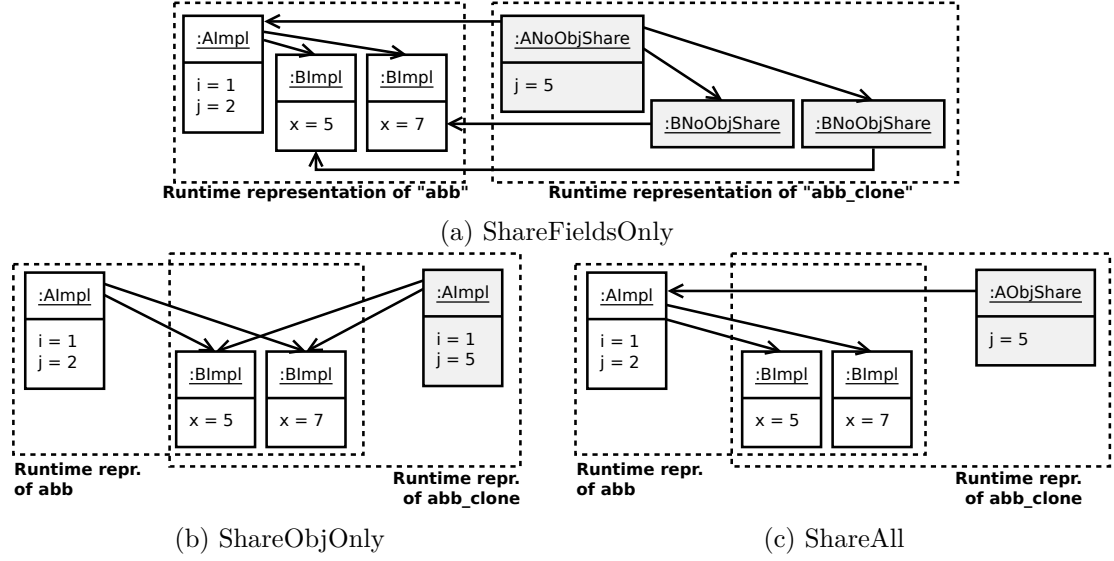 :AImpl
i = 1
j = 2
:BImpl
x = 5
:BImpl
x = 7
:ANoObjShare
j = 5
:BNoObjShare
:BNoObjShare
Runtime representation of "abb"
Runtime representation of "abb_clone"
(a) ShareFieldsOnly
:AImpl
i = 1
j = 2
:BImpl
x = 5
:BImpl
x = 7
:AImpl
i = 1
j = 5
Runtime repr.
of abb
Runtime repr.
of abb_clone
(b) ShareObjOnly
:AImpl
i = 1
j = 2
:BImpl
x = 5
:BImpl
x = 7
:AObjShare
j = 5
Runtime repr.
of abb
Runtime repr.
of abb_clone
(c) ShareAll